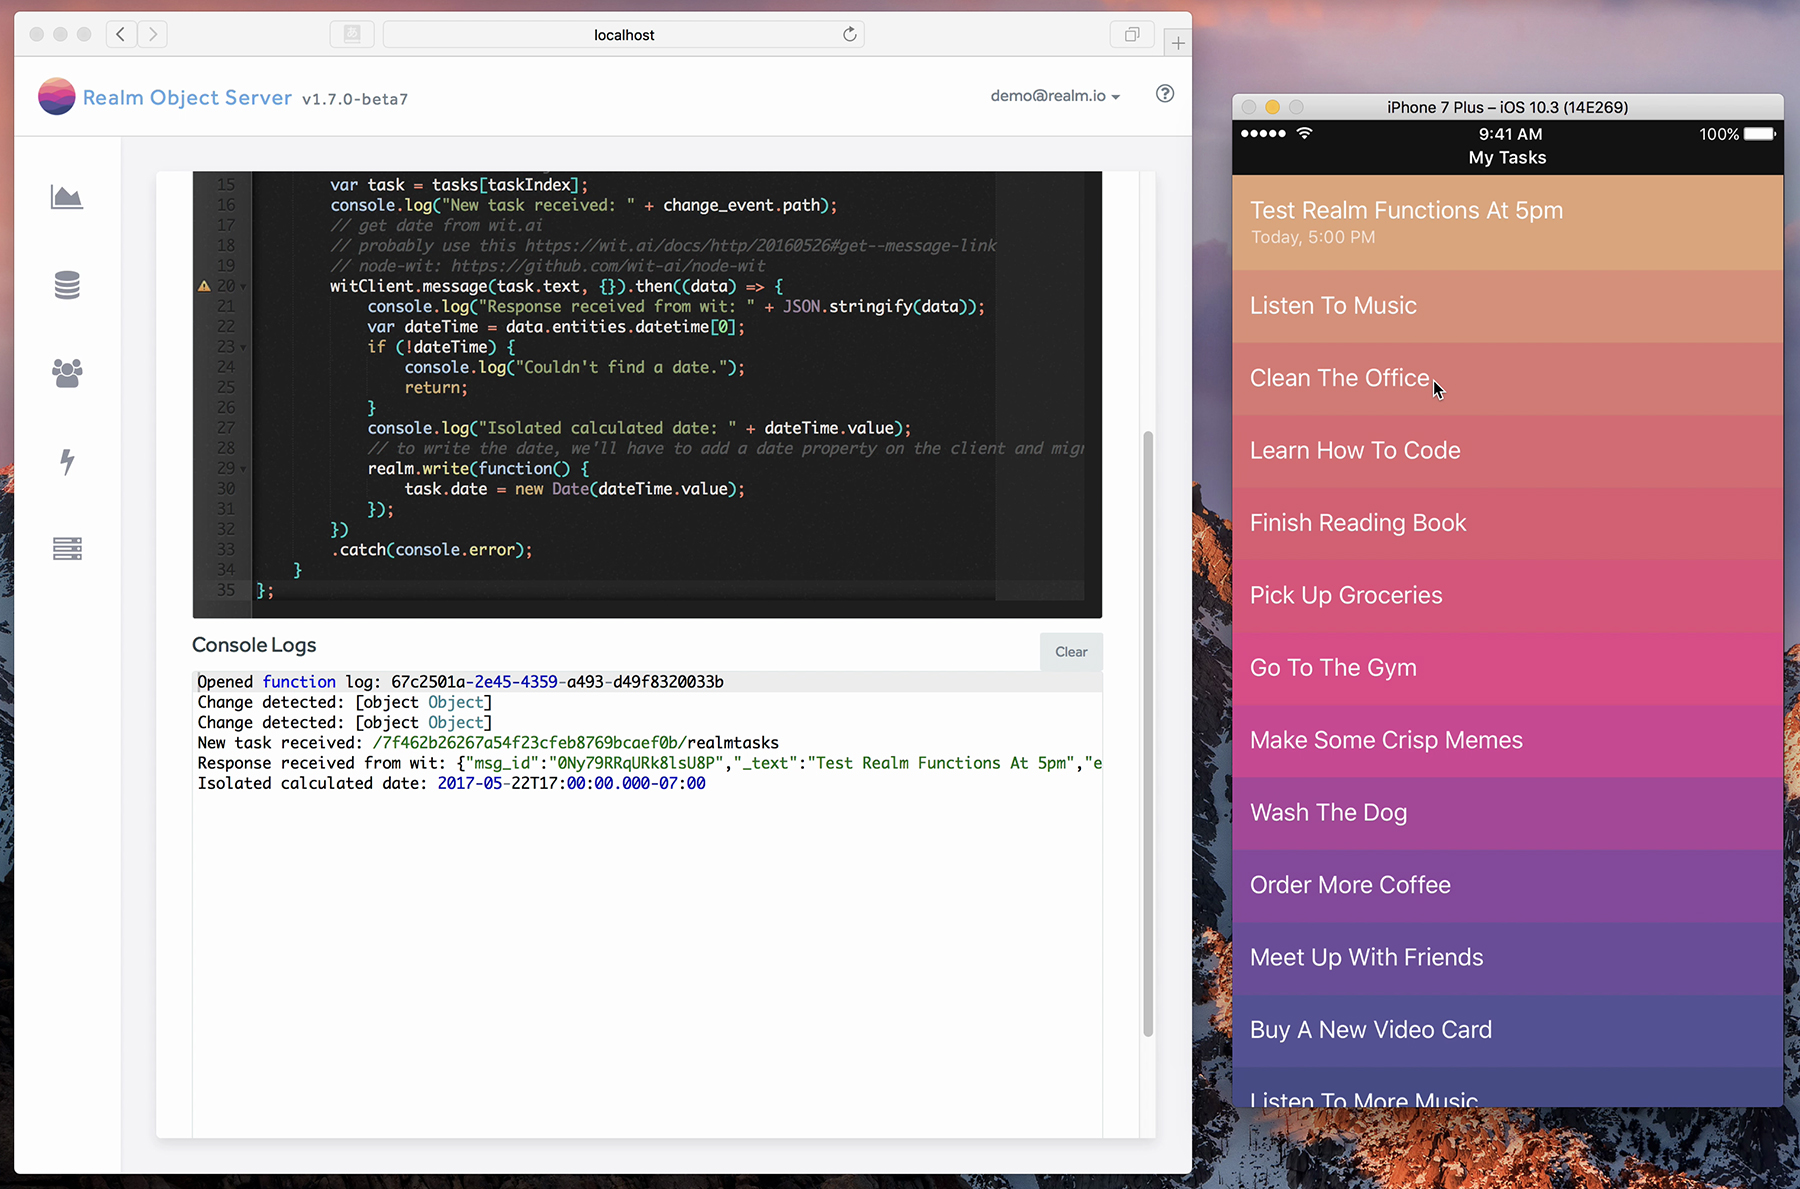 localhost
Realm Object Server v1.7.0-beta7
demo@realm.io
15 var task = tasks[taskIndex];
16 console.log("New task received: " + change_event.path);
17 // get date from wit.ai
18 // probably use this https://wit.ai/docs/http/20160526#get--message-link
19 // node-wit: https://github.com/wit-ai/node-wit
20 witClient.message(task.text, {}).then((data) => {
21 console.log("Response received from wit: " + JSON.stringify(data));
22 var dateTime = data.entities.datetime[0];
23 if (!dateTime) {
24 console.log("Couldn't find a date.");
25 return;
26 }
27 console.log("Isolated calculated date: " + dateTime.value);
28 // to write the date, we'll have to add a date property on the client and migr
29 realm.write(function() {
30 task.date = new Date(dateTime.value);
31 });
32 })
33 .catch(console.error);
34 }
35 };
Console Logs
Clear
Opened function log: 67c2501a-2e45-4359-a493-d49f8320033b
Change detected: [object Object]
Change detected: [object Object]
New task received: /7f462b26267a54f23cfeb8769bcaef0b/realmtasks
Response received from wit: {"msg_id":"0Ny79RRqURk8lsU8P","_text":"Test Realm Functions At 5pm","e
Isolated calculated date: 2017-05-22T17:00:00.000-07:00
iPhone 7 Plus – iOS 10.3 (14E269)
9:41 AM
100%
My Tasks
Test Realm Functions At 5pm
Today, 5:00 PM
Listen To Music
Clean The Office
Learn How To Code
Finish Reading Book
Pick Up Groceries
Go To The Gym
Make Some Crisp Memes
Wash The Dog
Order More Coffee
Meet Up With Friends
Buy A New Video Card
Listen To More Music